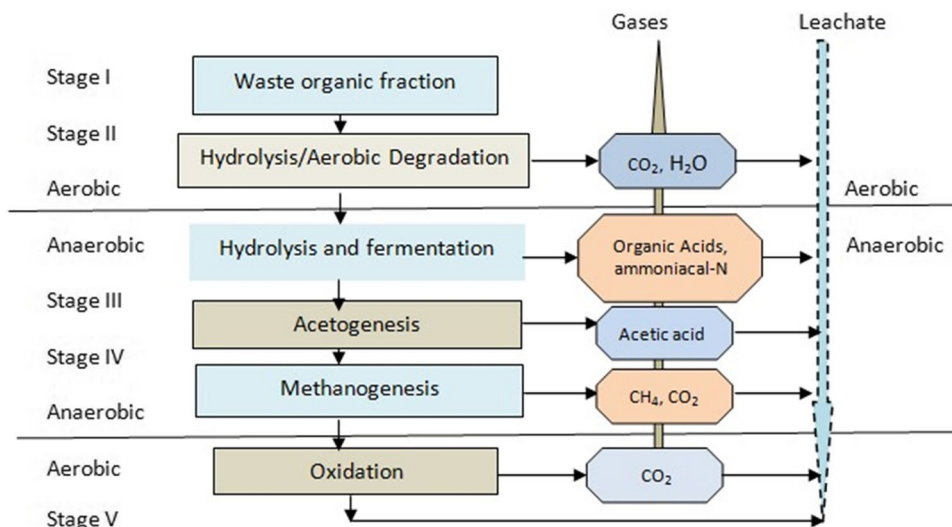 Gases Leachate
Stage I
Waste organic fraction
Stage II
Hydrolysis/Aerobic Degradation
CO₂, H₂O
Aerobic
Aerobic
Anaerobic
Hydrolysis and fermentation
Organic Acids,
ammoniacal-N
Anaerobic
Stage III
Acetogenesis
Acetic acid
Stage IV
Methanogenesis
CH₄, CO₂
Anaerobic
Aerobic
Oxidation
CO₂
Stage V